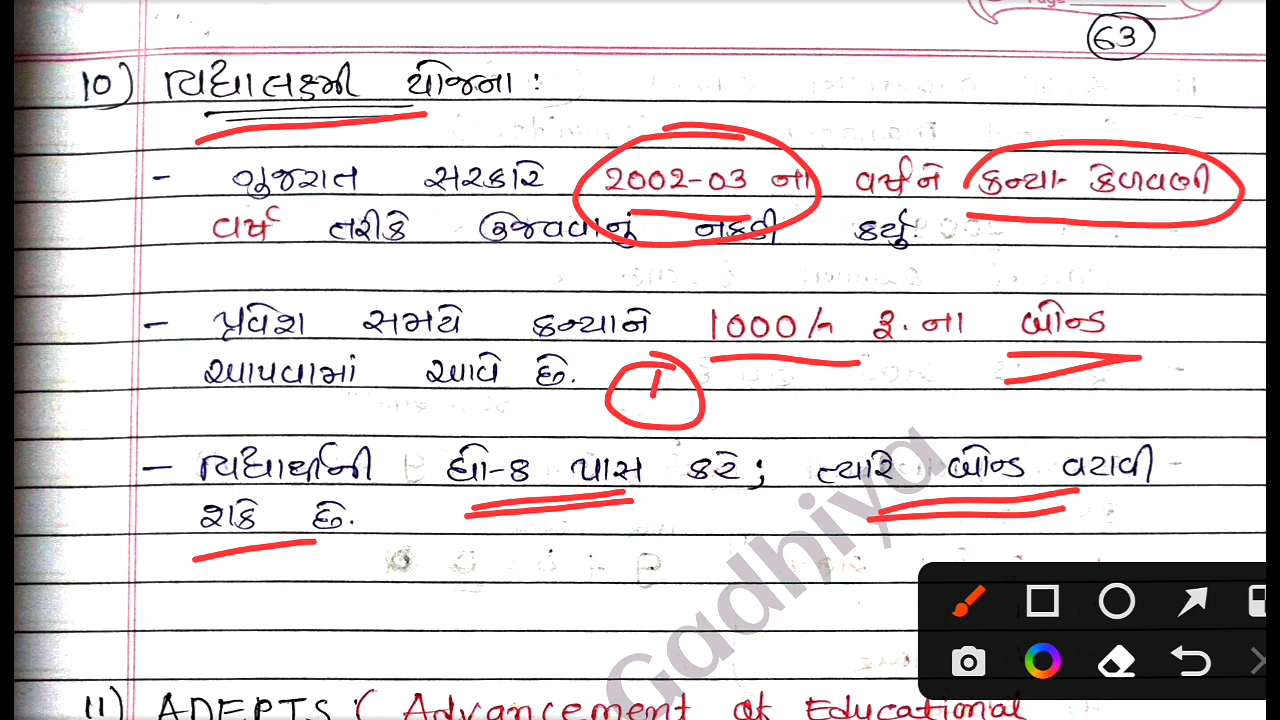 63
10) વિદ્યાલક્ષ્મી યોજના :
- ગુજરાત સરકારે 2002-03 ના વર્ષને કન્યા- કેળવણી
વર્ષ તરીકે ઉજવવાનું નક્કી કર્યું.
- પ્રવેશ સમયે કન્યાને 1000/- રૂ. ના બોન્ડ
આપવામાં આવે છે.
1
- વિદ્યાર્થીની ધો-8 પાસ કરે; ત્યારે બોન્ડ વટાવી -
શકે છે.
Gadhiya
11) ADEPTS ( Advancement of Educational